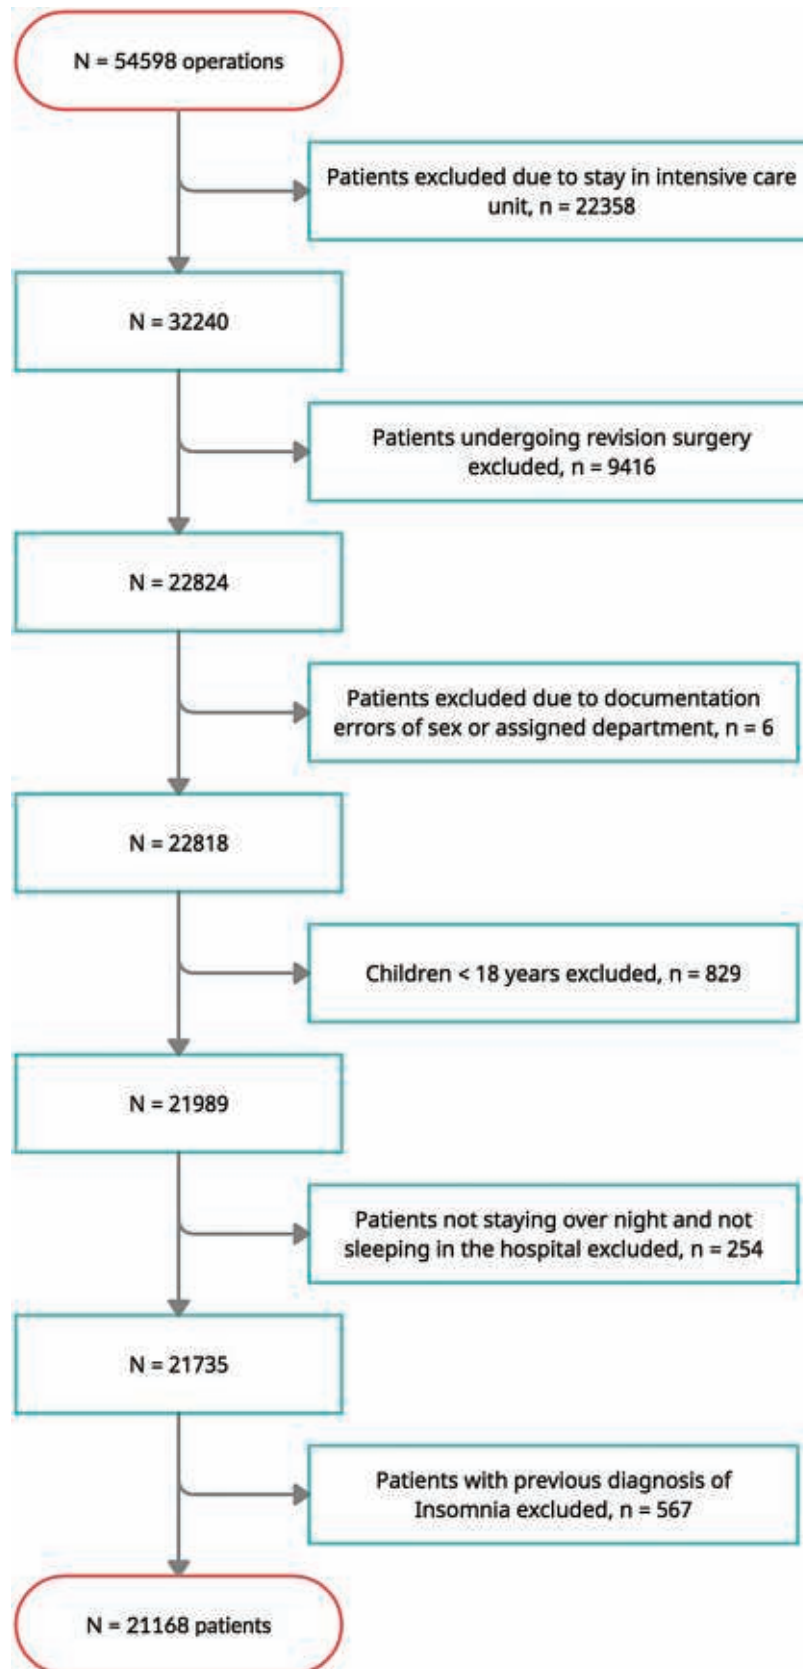 N = 54598 operations
Patients excluded due to stay in intensive care
unit, n = 22358
N = 32240
Patients undergoing revision surgery
excluded, n = 9416
N = 22824
Patients excluded due to documentation
errors of sex or assigned department, n = 6
N = 22818
Children < 18 years excluded, n = 829
N = 21989
Patients not staying over night and not
sleeping in the hospital excluded, n = 254
N = 21735
Patients with previous diagnosis of
Insomnia excluded, n = 567
N = 21168 patients